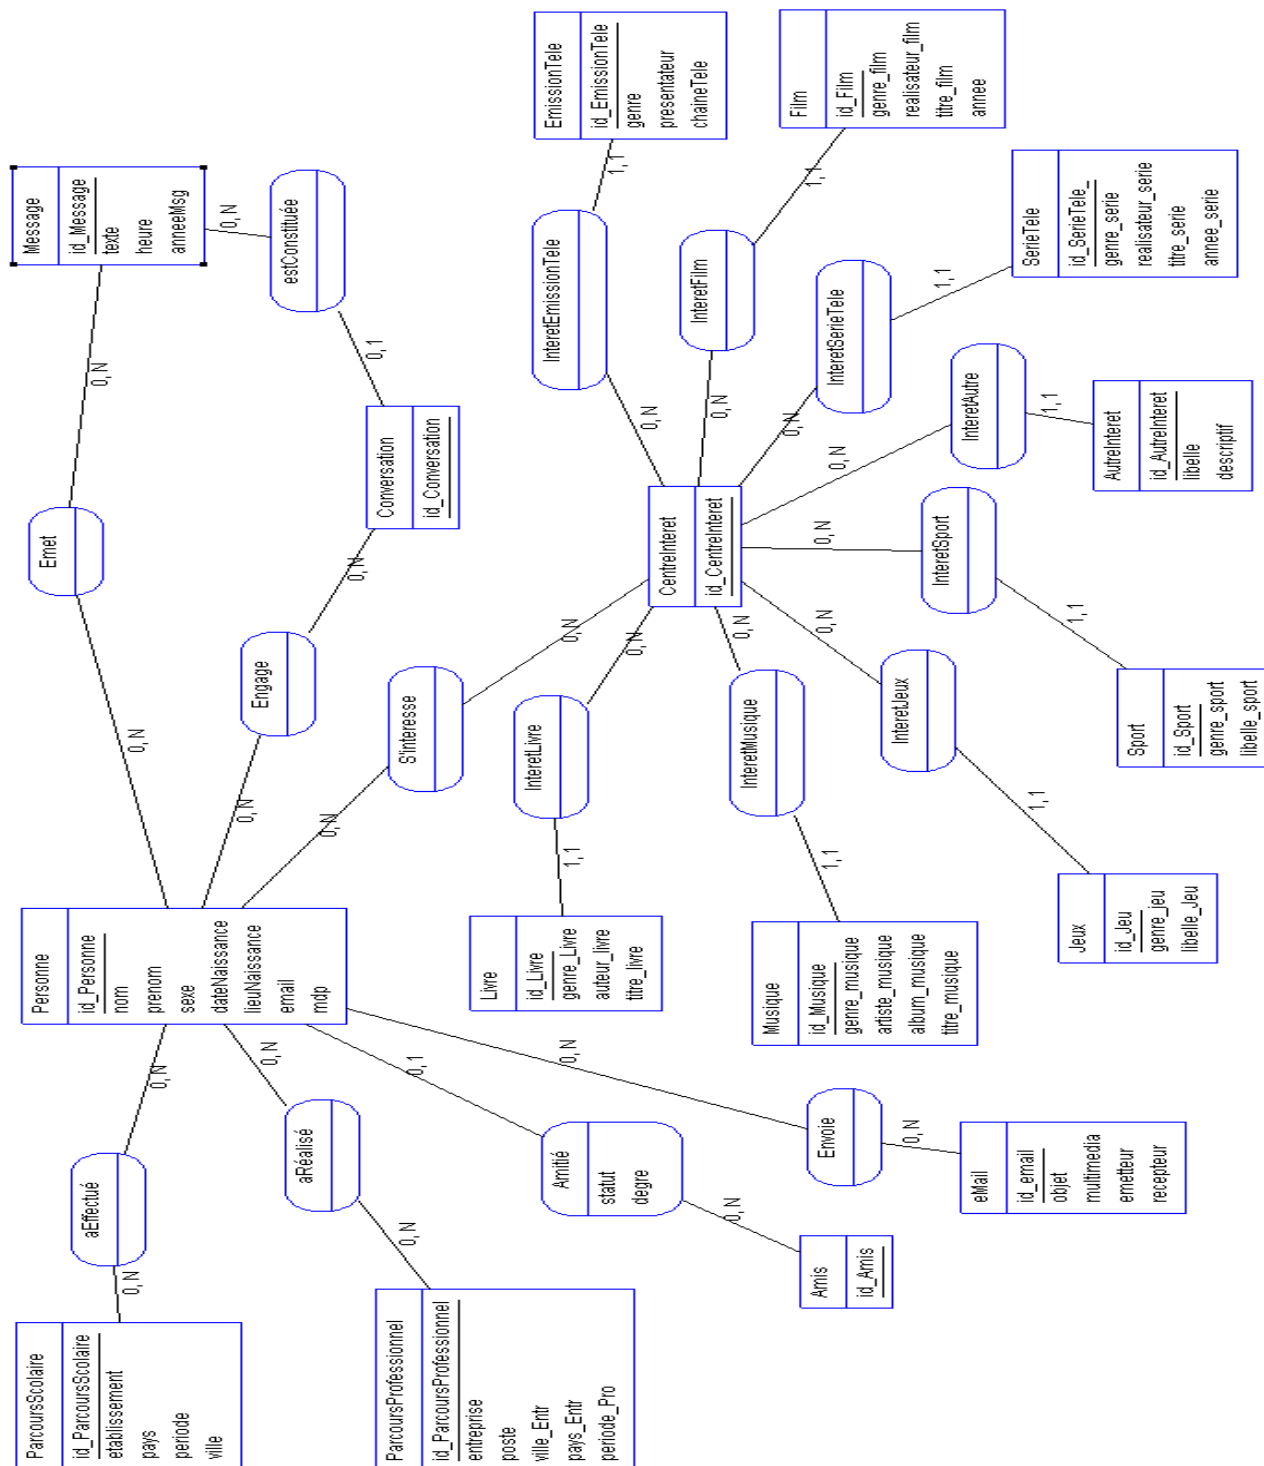 ParcoursScolaire
id_ParcoursScolaire
etablissement
pays
periode
ville
0,N
aEffectué
0,N
ParcoursProfessionnel
id_ParcoursProfessionnel
entreprise
poste
ville_Entr
pays_Entr
periode_Pro
0,N
aRéalisé
0,N
Amis
id_Amis
0,N
Amitié
statut
degre
0,1
eMail
id_email
objet
multimedia
emetteur
recepteur
0,N
Envoie
0,N
Personne
id_Personne
nom
prenom
sexe
dateNaissance
lieuNaissance
email
mdp
0,N
Emet
0,N
Message
id_Message
texte
heure
anneeMsg
0,N
estConstituée
0,1
Conversation
id_Conversation
0,N
Engage
0,N
0,N
S'interesse
0,N
CentreInteret
id_CentreInteret
Livre
id_Livre
genre_Livre
auteur_livre
titre_livre
1,1
InteretLivre
0,N
Musique
id_Musique
genre_musique
artiste_musique
album_musique
titre_musique
1,1
InteretMusique
0,N
Jeux
id_Jeu
genre_jeu
libelle_Jeu
1,1
InteretJeux
0,N
Sport
id_Sport
genre_sport
libelle_sport
1,1
InteretSport
0,N
AutreInteret
id_AutreInteret
libelle
descriptif
1,1
InteretAutre
0,N
SerieTele
id_SerieTele_
genre_serie
realisateur_serie
titre_serie
annee_serie
1,1
InteretSerieTele
0,N
Film
id_Film
genre_film
realisateur_film
titre_film
annee
1,1
InteretFilm
0,N
EmissionTele
id_EmissionTele
genre
presentateur
chaineTele
1,1
InteretEmissionTele
0,N